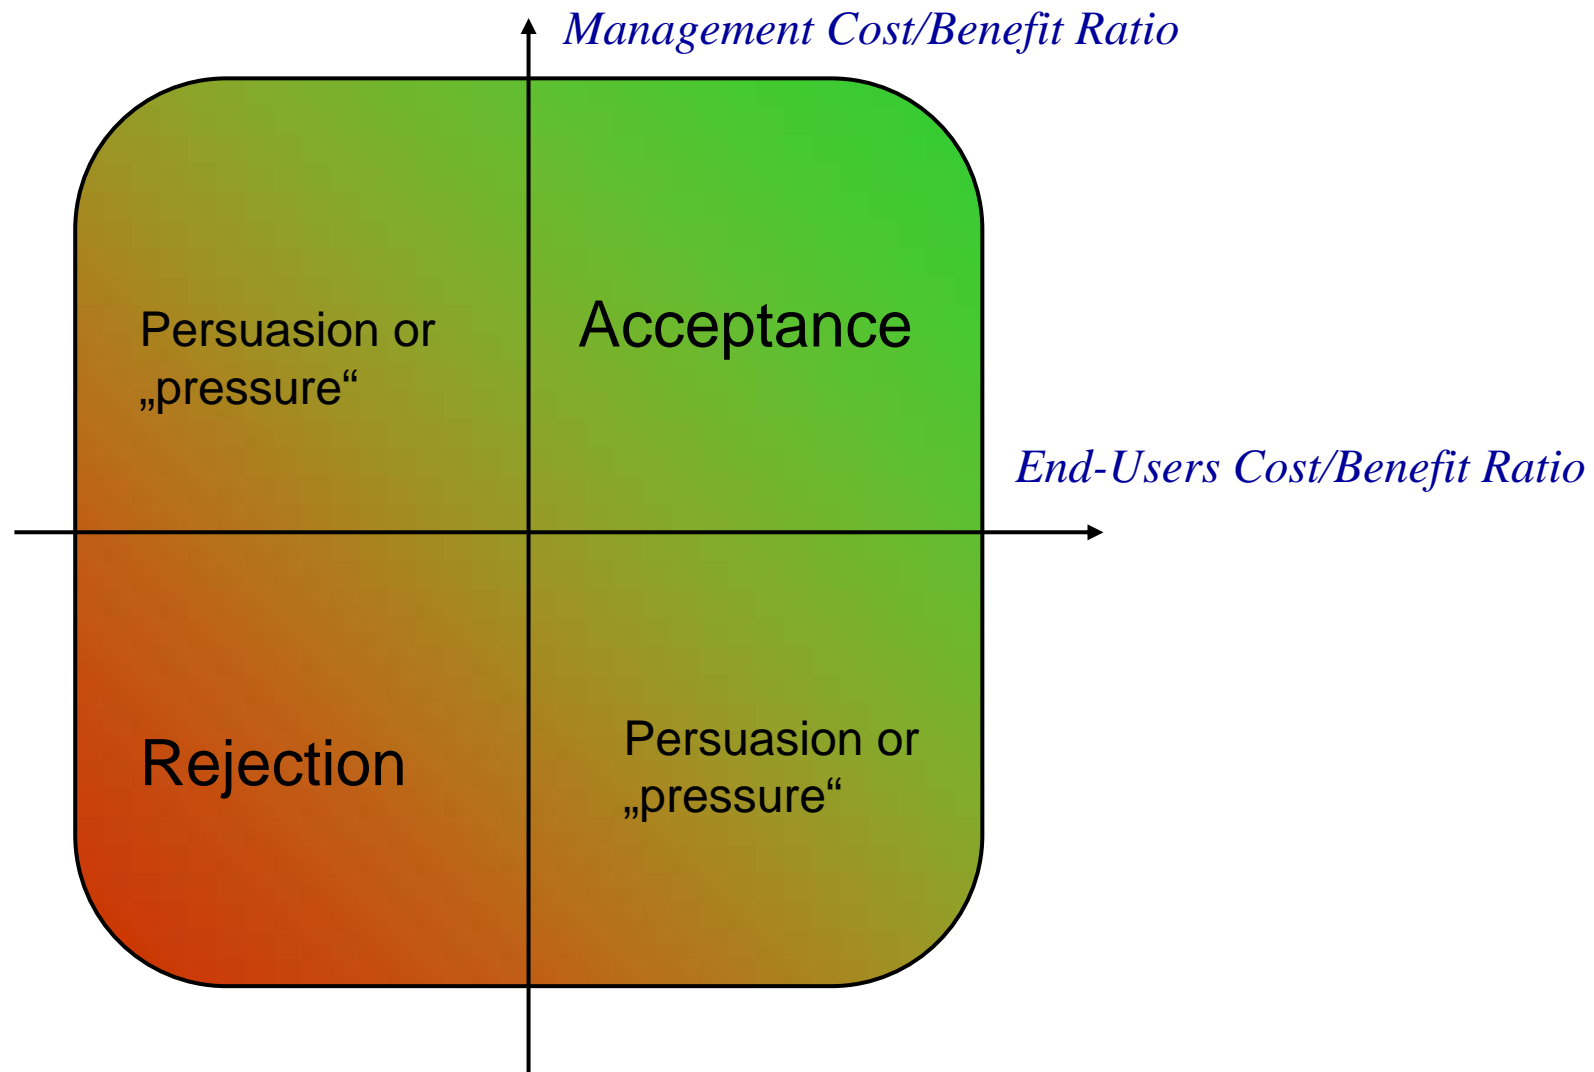 Management Cost/Benefit Ratio
Persuasion or
„pressure“
Acceptance
End-Users Cost/Benefit Ratio
Rejection
Persuasion or
„pressure“